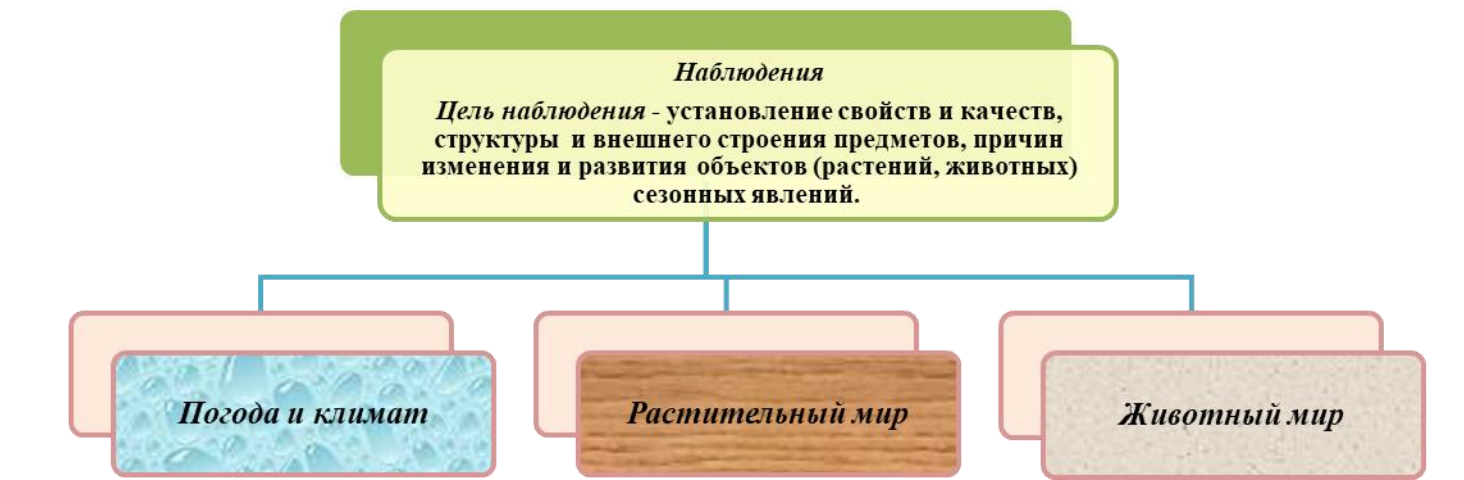 Наблюдения
Цель наблюдения - установление свойств и качеств,
структуры и внешнего строения предметов, причин
изменения и развития объектов (растений, животных)
сезонных явлений.
Погода и климат
Растительный мир
Животный мир